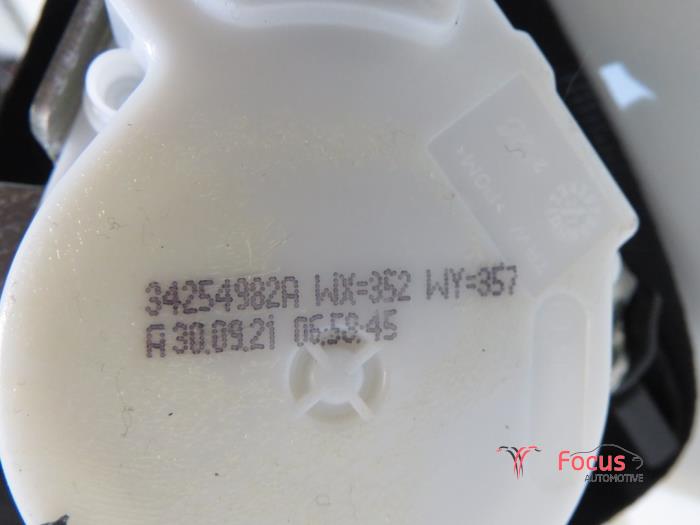 34254982A WX=352 WY=357
A 30.09.21 06.58:45
Focus
AUTOMOTIVE